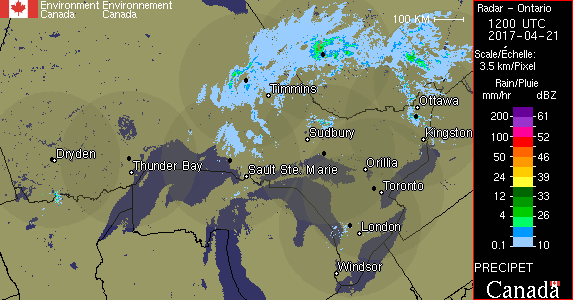 Environment Environnement
Canada Canada
100 KM
Timmins
Ottawa
Sudbury
Kingston
Dryden
Thunder Bay
Sault Ste. Marie
Orillia
Toronto
London
Windsor
Radar - Ontario
1200 UTC
2017-04-21
Scale/Échelle:
3.5 km/Pixel
Rain/Pluie
mm/hr dBZ
200 61
100 52
50 46
24 39
12 33
4 26
0.1 10
PRECIPET
Canada